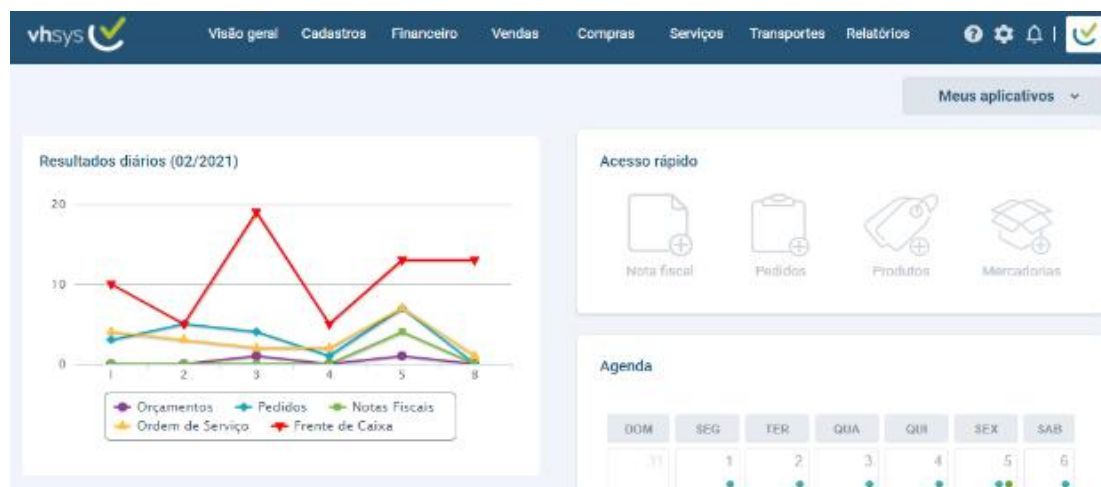 vhsys Visão geral Cadastros Financeiro Vendas Compras Serviços Transportes Relatórios
Meus aplicativos
Resultados diários (02/2021)
20
10
0
1 2 3 4 5 8
Orçamentos Pedidos Notas Fiscais
Ordem de Serviço Frente de Caixa
Acesso rápido
Nota fiscal Pedidos Produtos Mercadorias
Agenda
DOM SEG TER QUA QUI SEX SAB
31 1 2 3 4 5 6